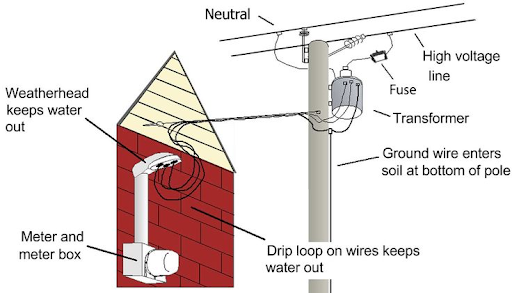 Neutral
High voltage
line
Fuse
Transformer
Weatherhead
keeps water
out
Ground wire enters
soil at bottom of pole
Meter and
meter box
Drip loop on wires keeps
water out